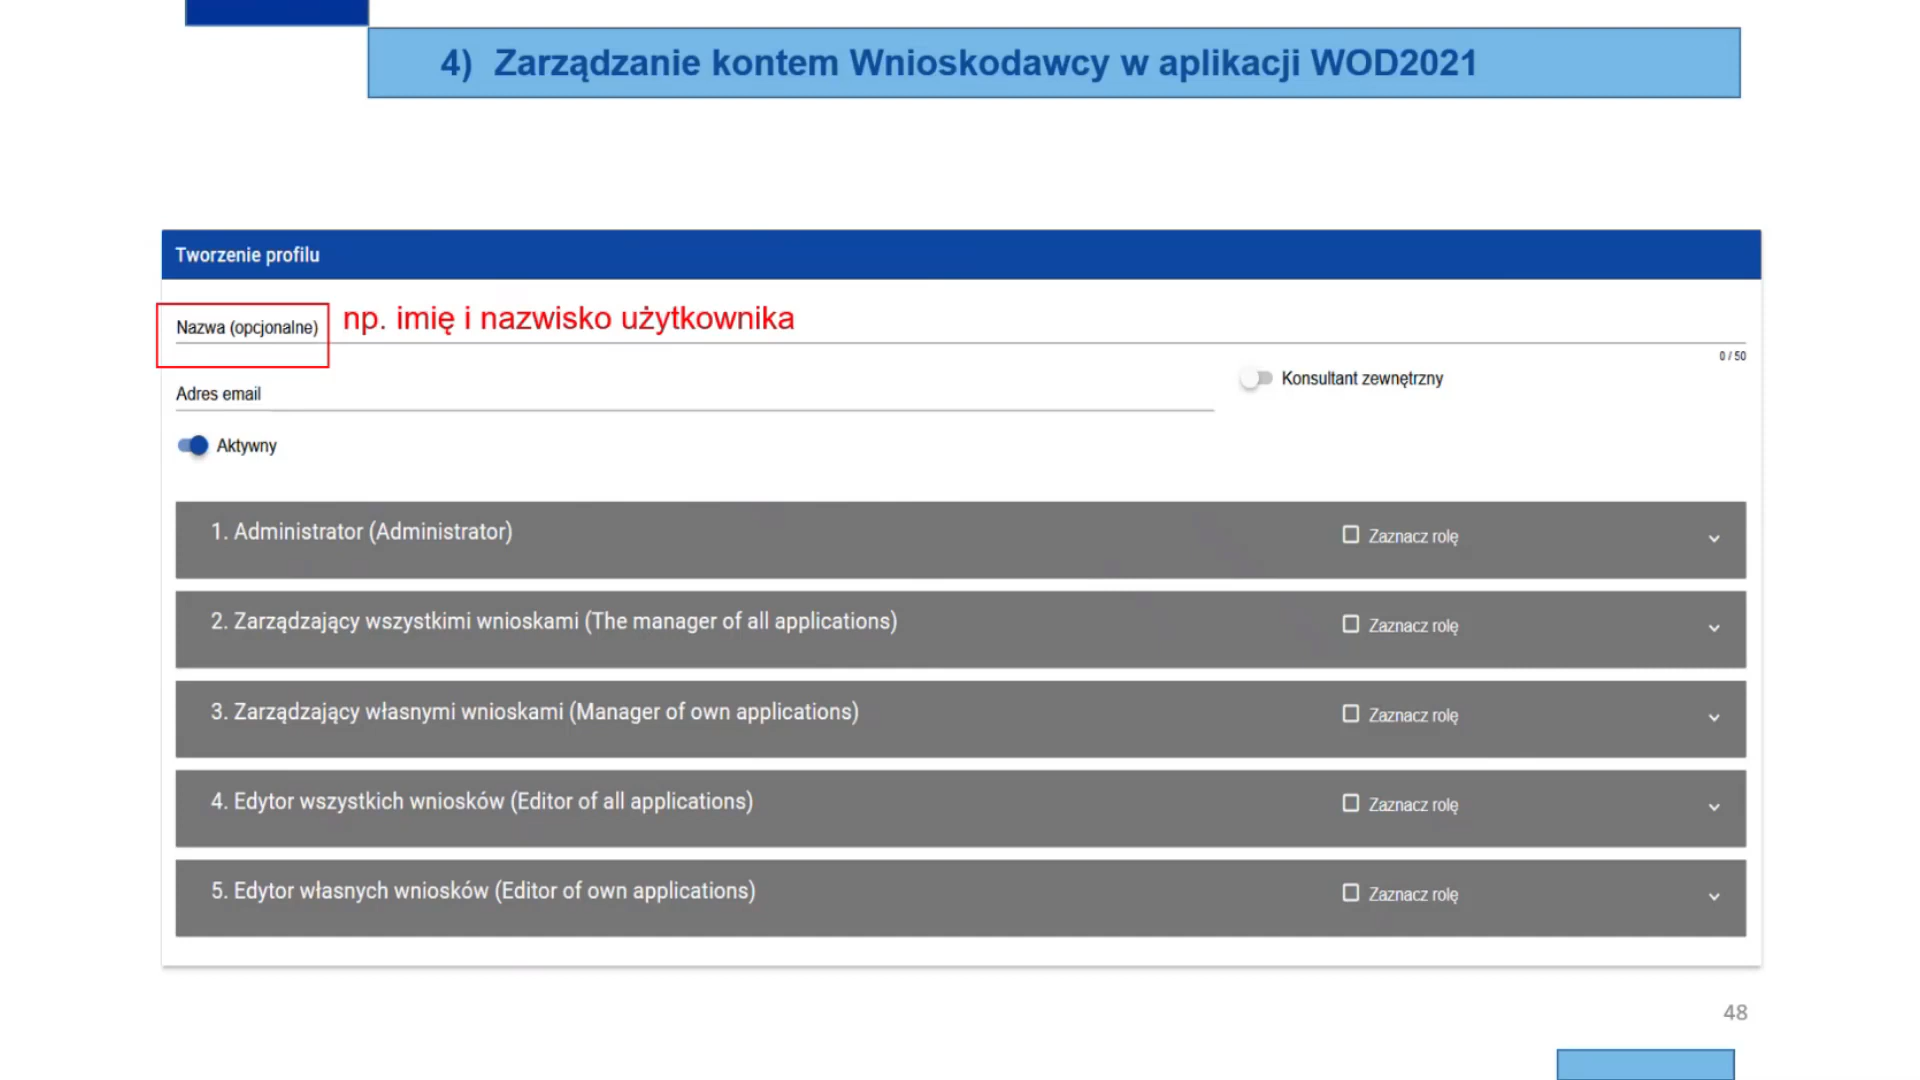 4) Zarządzanie kontem Wnioskodawcy w aplikacji WOD2021
Tworzenie profilu
Nazwa (opcjonalne) np. imię i nazwisko użytkownika
0 / 50
Adres email
Konsultant zewnętrzny
Aktywny
1. Administrator (Administrator) Zaznacz rolę
2. Zarządzający wszystkimi wnioskami (The manager of all applications) Zaznacz rolę
3. Zarządzający własnymi wnioskami (Manager of own applications) Zaznacz rolę
4. Edytor wszystkich wniosków (Editor of all applications) Zaznacz rolę
5. Edytor własnych wniosków (Editor of own applications) Zaznacz rolę
48